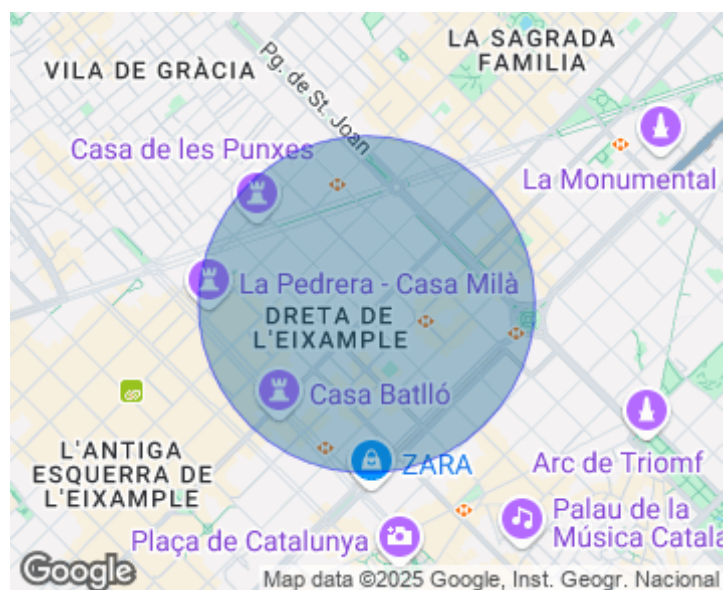 LA SAGRADA
FAMILIA
VILA DE GRÀCIA
Pg. de St. Joan
Casa de les Punxes
La Monumental
La Pedrera - Casa Milà
DRETA DE
L'EIXAMPLE
Casa Batlló
L'ANTIGA
ESQUERRA DE
L'EIXAMPLE
ZARA
Arc de Triomf
Palau de la
Música Catala
Plaça de Catalunya
Google
Map data ©2025 Google, Inst. Geogr. Nacional